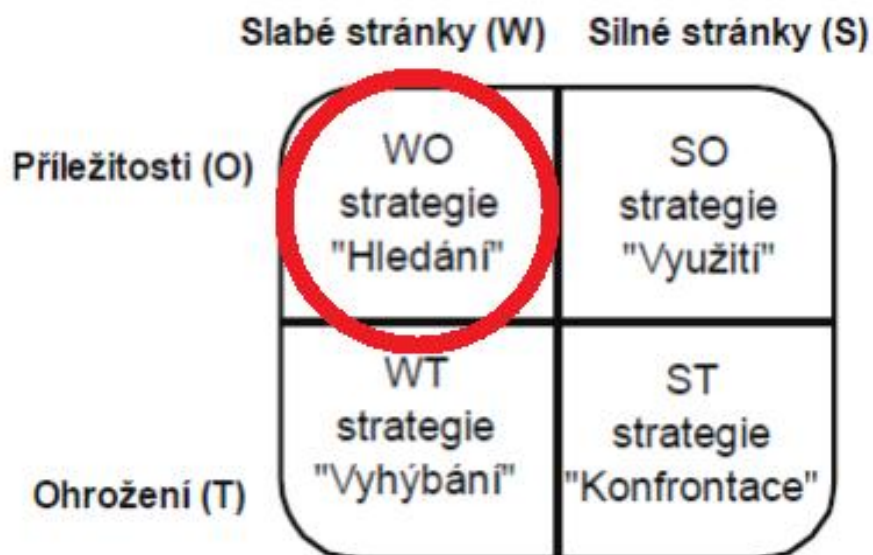 Slabé stránky (W) Silné stránky (S)
Příležitosti (O)
WO
strategie
"Hledání"
SO
strategie
"Využití"
Ohrožení (T)
WT
strategie
"Vyhýbání"
ST
strategie
"Konfrontace"